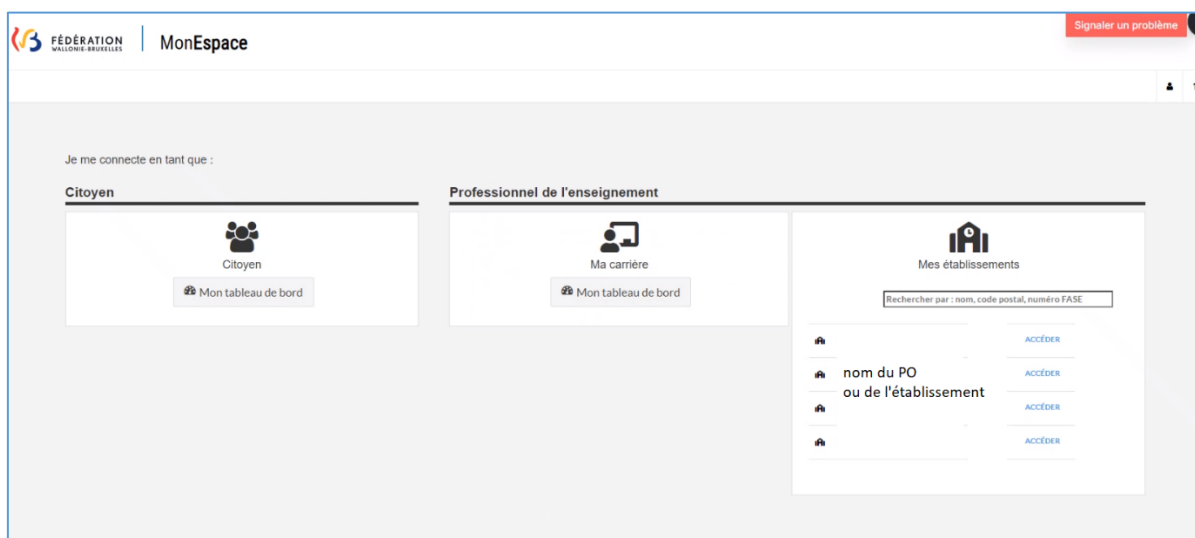 FÉDÉRATION
WALLONIE-BRUXELLES
MonEspace
Signaler un problème
Je me connecte en tant que :
Citoyen
Professionnel de l'enseignement
Citoyen
Mon tableau de bord
Ma carrière
Mon tableau de bord
Mes établissements
Rechercher par : nom, code postal, numéro FASE
ACCÉDER
nom du PO
ACCÉDER
ou de l'établissement
ACCÉDER
ACCÉDER